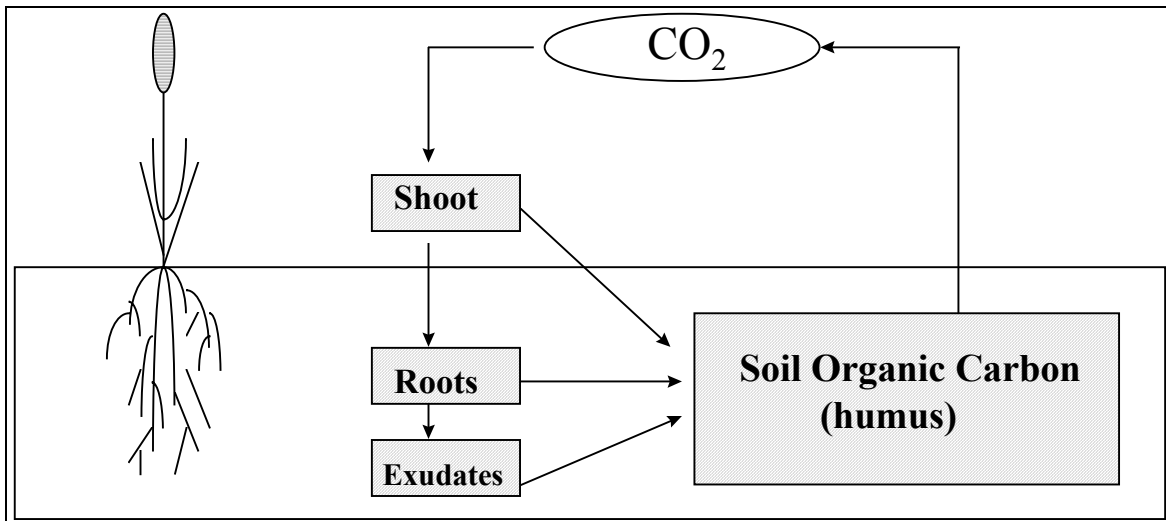 CO₂
Shoot
Roots
Exudates
Soil Organic Carbon
(humus)